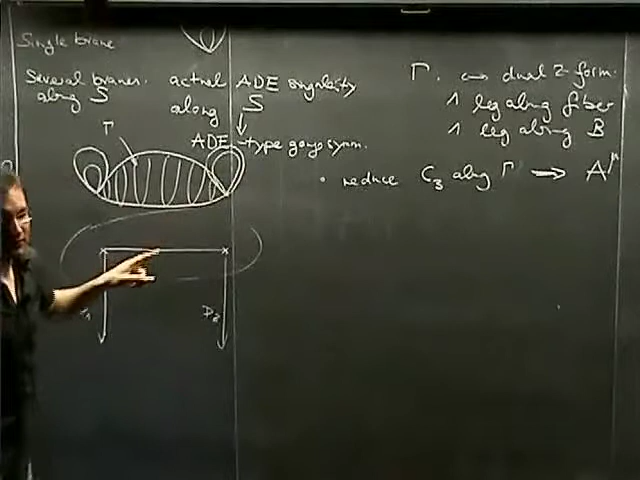 Single brane
Several branes. actual ADE singularity
along S along S
ADE-type gauge symm.
Γ
D₂
Γ. ↔ dual 2-form.
1 leg along fiber
1 leg along B
• reduce C₃ along Γ → A^μ